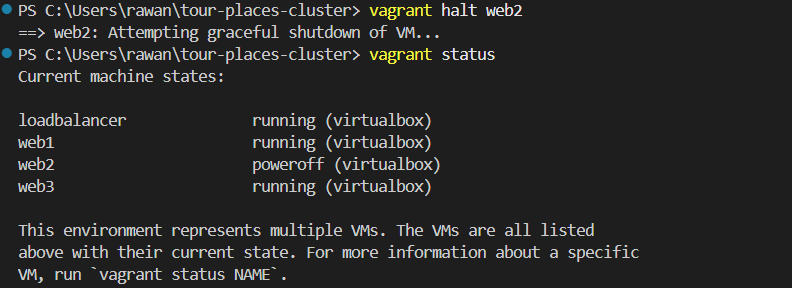 PS C:\Users\rawan\tour-places-cluster> vagrant halt web2
==> web2: Attempting graceful shutdown of VM...
PS C:\Users\rawan\tour-places-cluster> vagrant status
Current machine states:
loadbalancer              running (virtualbox)
web1                      running (virtualbox)
web2                      poweroff (virtualbox)
web3                      running (virtualbox)
This environment represents multiple VMs. The VMs are all listed
above with their current state. For more information about a specific
VM, run `vagrant status NAME`.